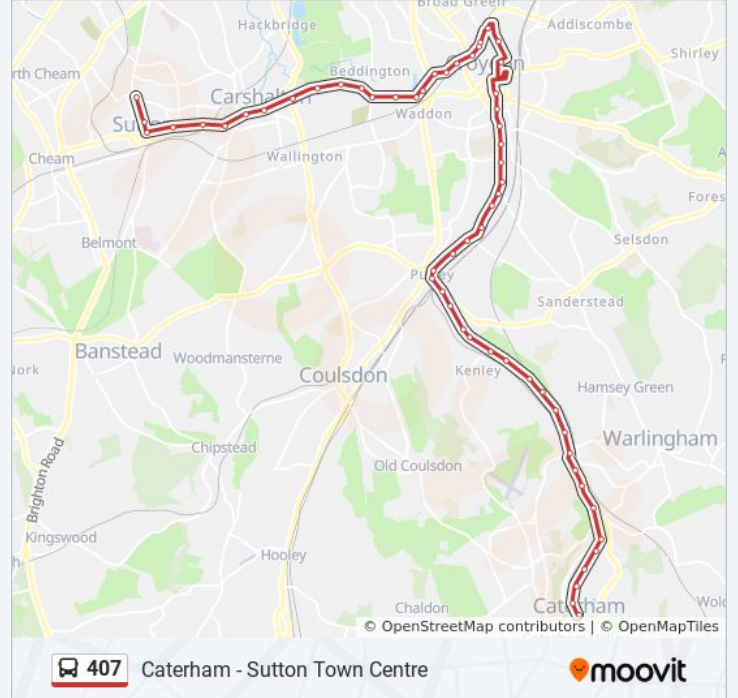 Broad Green
Hackbridge
Addiscombe
rth Cheam
Beddington
Croydon
Shirley
Carshalton
Waddon
Sutton
Cheam
Wallington
A
Fores
Belmont
Selsdon
Purley
Sanderstead
Banstead
Woodmansterne
Nork
Coulsdon
Kenley
Hamsey Green
F
Warlingham
Chipstead
Old Coulsdon
Brighton Road
Kingswood
h
Hooley
Chaldon
Caterham
Wold
© OpenStreetMap contributors | © OpenMapTiles
407 Caterham - Sutton Town Centre moovit